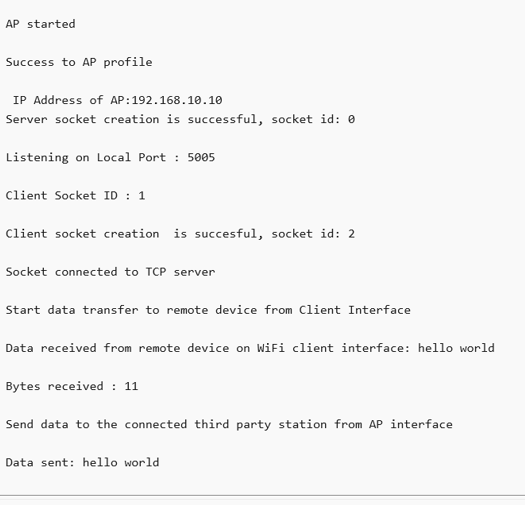 AP started
Success to AP profile
IP Address of AP:192.168.10.10
Server socket creation is successful, socket id: 0
Listening on Local Port : 5005
Client Socket ID : 1
Client socket creation  is succesful, socket id: 2
Socket connected to TCP server
Start data transfer to remote device from Client Interface
Data received from remote device on WiFi client interface: hello world
Bytes received : 11
Send data to the connected third party station from AP interface
Data sent: hello world